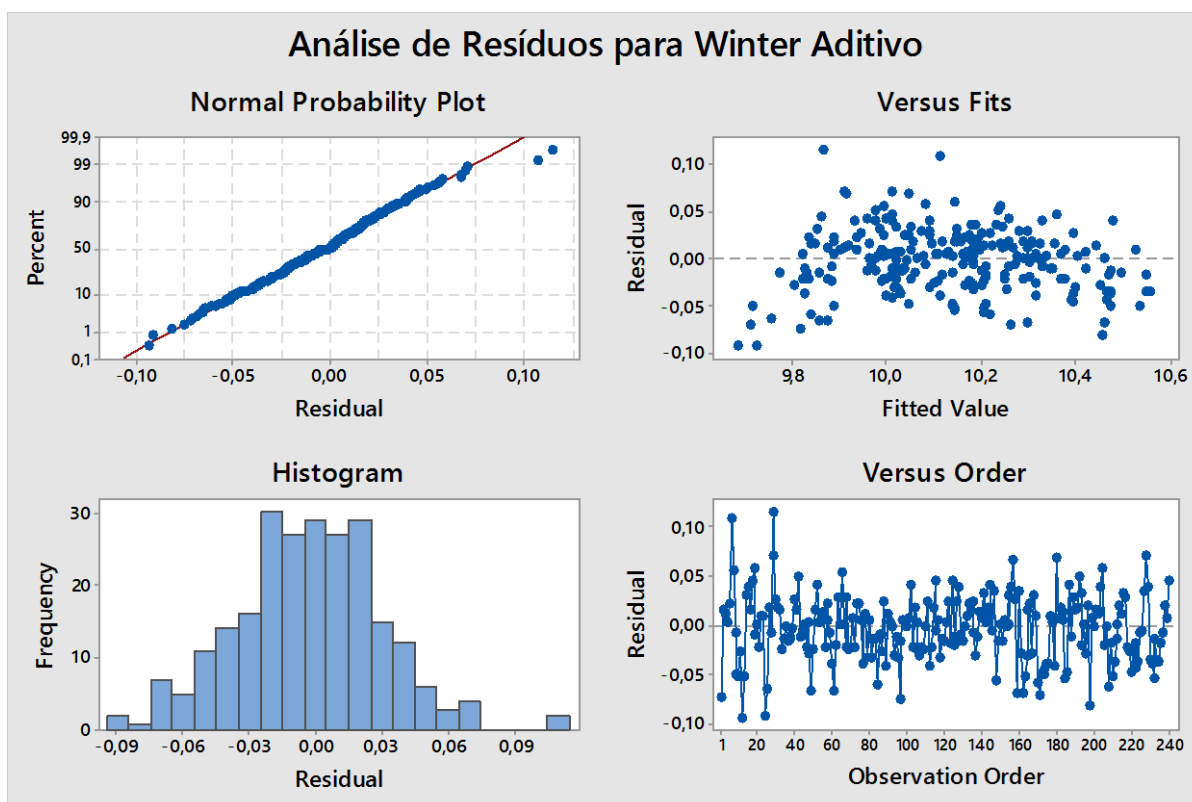 Análise de Resíduos para Winter Aditivo
Normal Probability Plot
99,9
99
90
50
10
1
0,1
Percent
-0,10 -0,05 0,00 0,05 0,10
Residual
Versus Fits
0,10
0,05
0,00
-0,05
-0,10
Residual
9,8 10,0 10,2 10,4 10,6
Fitted Value
Histogram
30
20
10
0
Frequency
-0,09 -0,06 -0,03 0,00 0,03 0,06 0,09
Residual
Versus Order
0,10
0,05
0,00
-0,05
-0,10
Residual
1 20 40 60 80 100 120 140 160 180 200 220 240
Observation Order